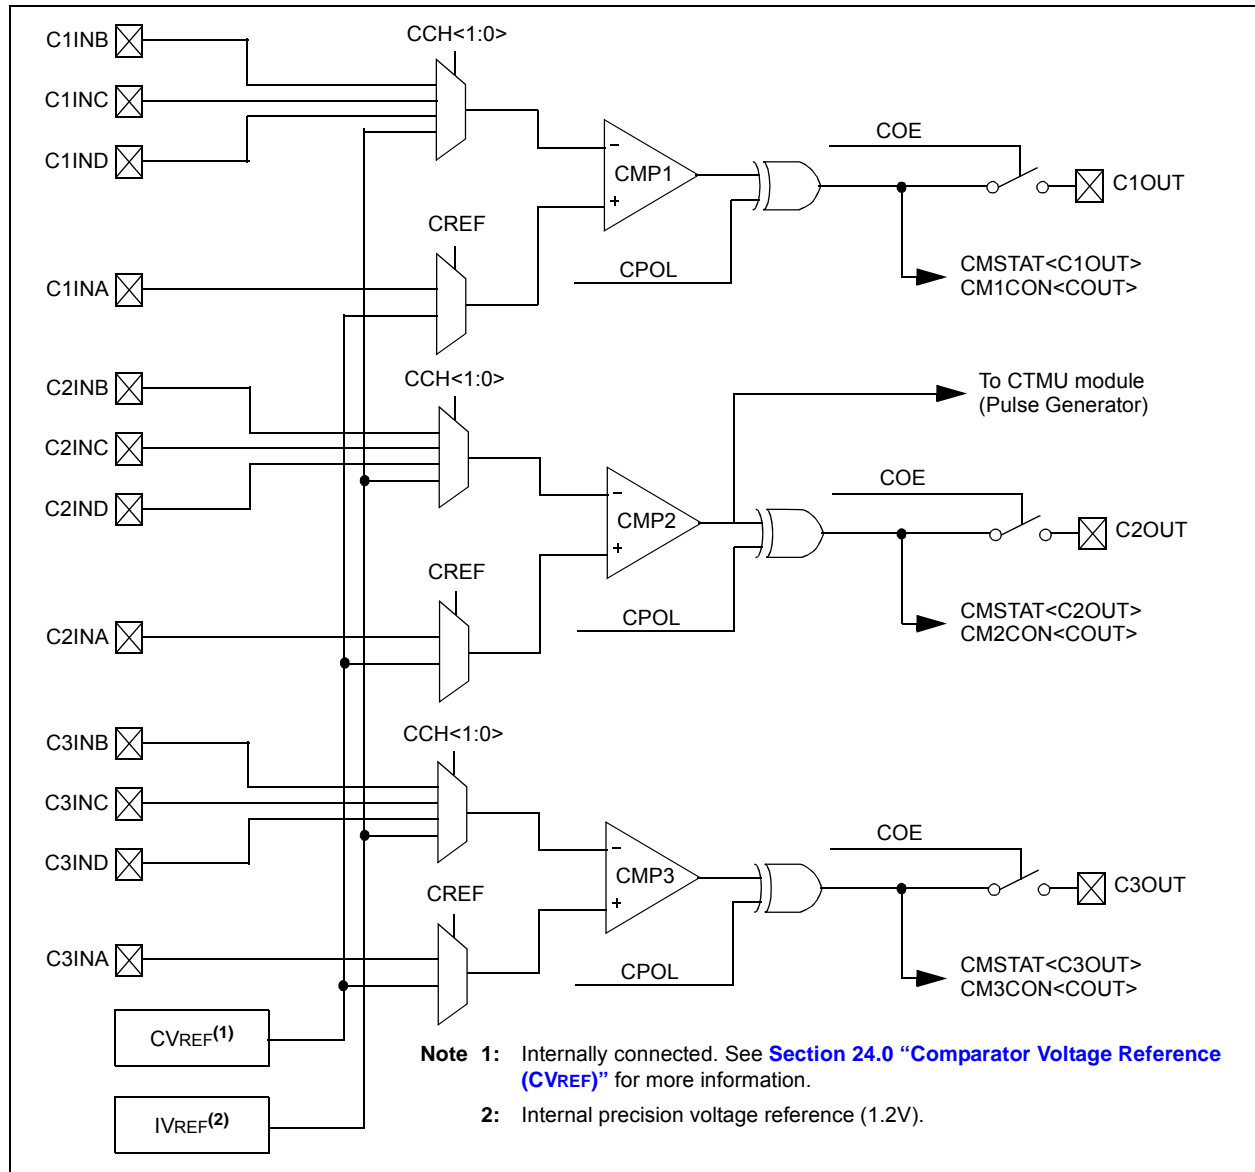 CCH<1:0>
C1INB
C1INC
C1IND
COE
CMP1
C1OUT
CREF
CPOL
CMSTAT<C1OUT>
CM1CON<COUT>
C1INA
CCH<1:0>
C2INB
To CTMU module
(Pulse Generator)
C2INC
C2IND
COE
CMP2
C2OUT
CREF
CPOL
CMSTAT<C2OUT>
CM2CON<COUT>
C2INA
CCH<1:0>
C3INB
C3INC
C3IND
COE
CMP3
C3OUT
CREF
CPOL
CMSTAT<C3OUT>
CM3CON<COUT>
C3INA
CVREF(1)
IVREF(2)
Note 1: Internally connected. See Section 24.0 “Comparator Voltage Reference
(CVREF)” for more information.
2: Internal precision voltage reference (1.2V).